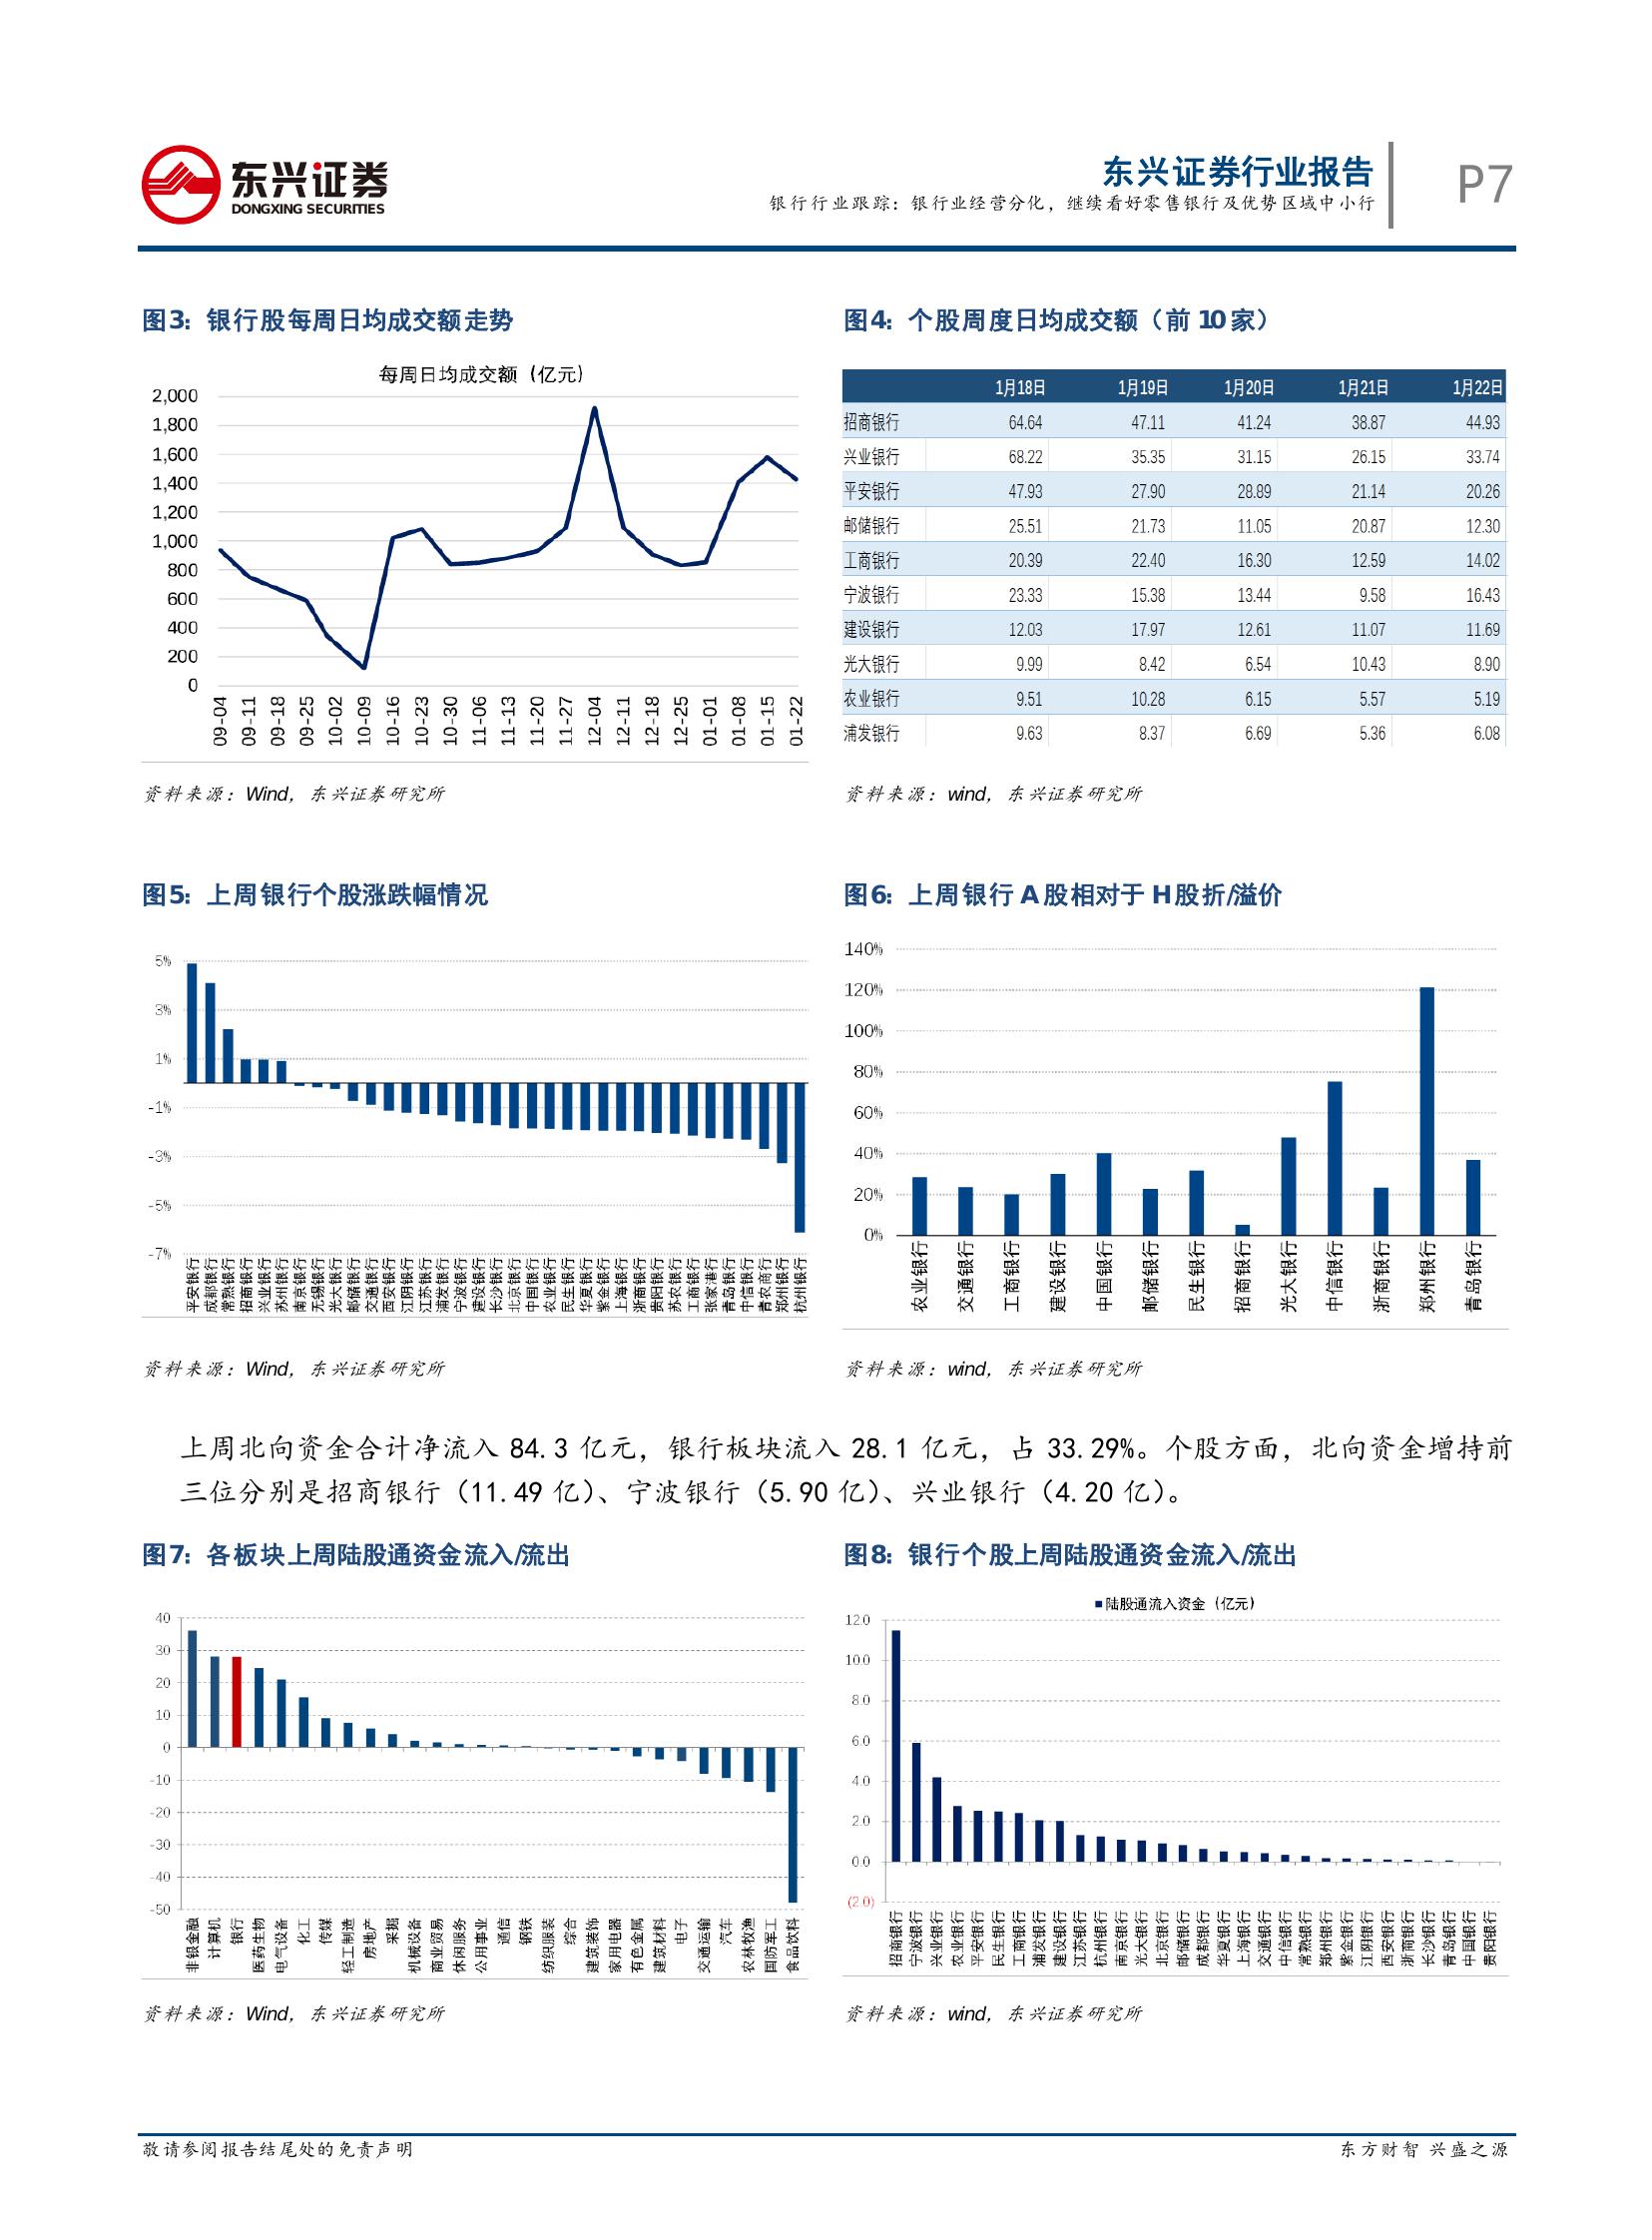 东兴证券
DONGXING SECURITIES
东兴证券行业报告
银行行业跟踪：银行业经营分化，继续看好零售银行及优势区域中小行
P7
图3：银行股每周日均成交额走势
每周日均成交额（亿元）
2,000
1,800
1,600
1,400
1,200
1,000
800
600
400
200
0
09-04 09-11 09-18 09-25 10-02 10-09 10-16 10-23 10-30 11-06 11-13 11-20 11-27 12-04 12-11 12-18 12-25 01-01 01-08 01-15 01-22
资料来源：Wind，东兴证券研究所
图4：个股周度日均成交额（前 10 家）
1月18日 1月19日 1月20日 1月21日 1月22日
招商银行 64.64 47.11 41.24 38.87 44.93
兴业银行 68.22 35.35 31.15 26.15 33.74
平安银行 47.93 27.90 28.89 21.14 20.26
邮储银行 25.51 21.73 11.05 20.87 12.30
工商银行 20.39 22.40 16.30 12.59 14.02
宁波银行 23.33 15.38 13.44 9.58 16.43
建设银行 12.03 17.97 12.61 11.07 11.69
光大银行 9.99 8.42 6.54 10.43 8.90
农业银行 9.51 10.28 6.15 5.57 5.19
浦发银行 9.63 8.37 6.69 5.36 6.08
资料来源：wind，东兴证券研究所
图5：上周银行个股涨跌幅情况
5%
3%
1%
-1%
-3%
-5%
-7%
平安银行 成都银行 常熟银行 招商银行 兴业银行 苏州银行 南京银行 无锡银行 光大银行 邮储银行 交通银行 西安银行 江阴银行 江苏银行 浦发银行 宁波银行 建设银行 长沙银行 北京银行 中国银行 农业银行 民生银行 华夏银行 紫金银行 上海银行 浙商银行 贵阳银行 苏农银行 工商银行 张家港行 青岛银行 中信银行 青农商行 郑州银行 杭州银行
资料来源：Wind，东兴证券研究所
图6：上周银行 A 股相对于 H 股折/溢价
140%
120%
100%
80%
60%
40%
20%
0%
农业银行 交通银行 工商银行 建设银行 中国银行 邮储银行 民生银行 招商银行 光大银行 中信银行 浙商银行 郑州银行 青岛银行
资料来源：wind，东兴证券研究所
上周北向资金合计净流入 84.3 亿元，银行板块流入 28.1 亿元，占 33.29%。个股方面，北向资金增持前
三位分别是招商银行（11.49 亿）、宁波银行（5.90 亿）、兴业银行（4.20 亿）。
图7：各板块上周陆股通资金流入/流出
40
30
20
10
0
-10
-20
-30
-40
-50
非银金融 计算机 银行 医药生物 电气设备 化工 传媒 轻工制造 房地产 采掘 机械设备 商业贸易 休闲服务 公用事业 通信 钢铁 纺织服装 综合 建筑装饰 家用电器 有色金属 建筑材料 电子 交通运输 汽车 农林牧渔 国防军工 食品饮料
资料来源：Wind，东兴证券研究所
图8：银行个股上周陆股通资金流入/流出
陆股通流入资金（亿元）
12.0
10.0
8.0
6.0
4.0
2.0
0.0
(2.0)
招商银行 宁波银行 兴业银行 农业银行 平安银行 民生银行 工商银行 浦发银行 建设银行 江苏银行 杭州银行 南京银行 光大银行 北京银行 邮储银行 成都银行 华夏银行 上海银行 交通银行 中信银行 常熟银行 郑州银行 紫金银行 江阴银行 西安银行 浙商银行 长沙银行 青岛银行 中国银行 贵阳银行
资料来源：wind，东兴证券研究所
敬请参阅报告结尾处的免责声明
东方财智 兴盛之源